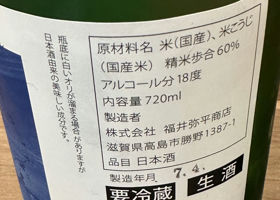 原材料名 米(国産)、米こうじ
(国産米) 精米歩合60%
アルコール分 18度
内容量 720ml
製造者
株式会社 福井弥平商店
滋賀県高島市勝野1387-1
品目 日本酒
製造年月 7.4.
要冷蔵 生酒
瓶底に白いオリが溜まる場合がありますが
日本酒由来の美味しい成分です。